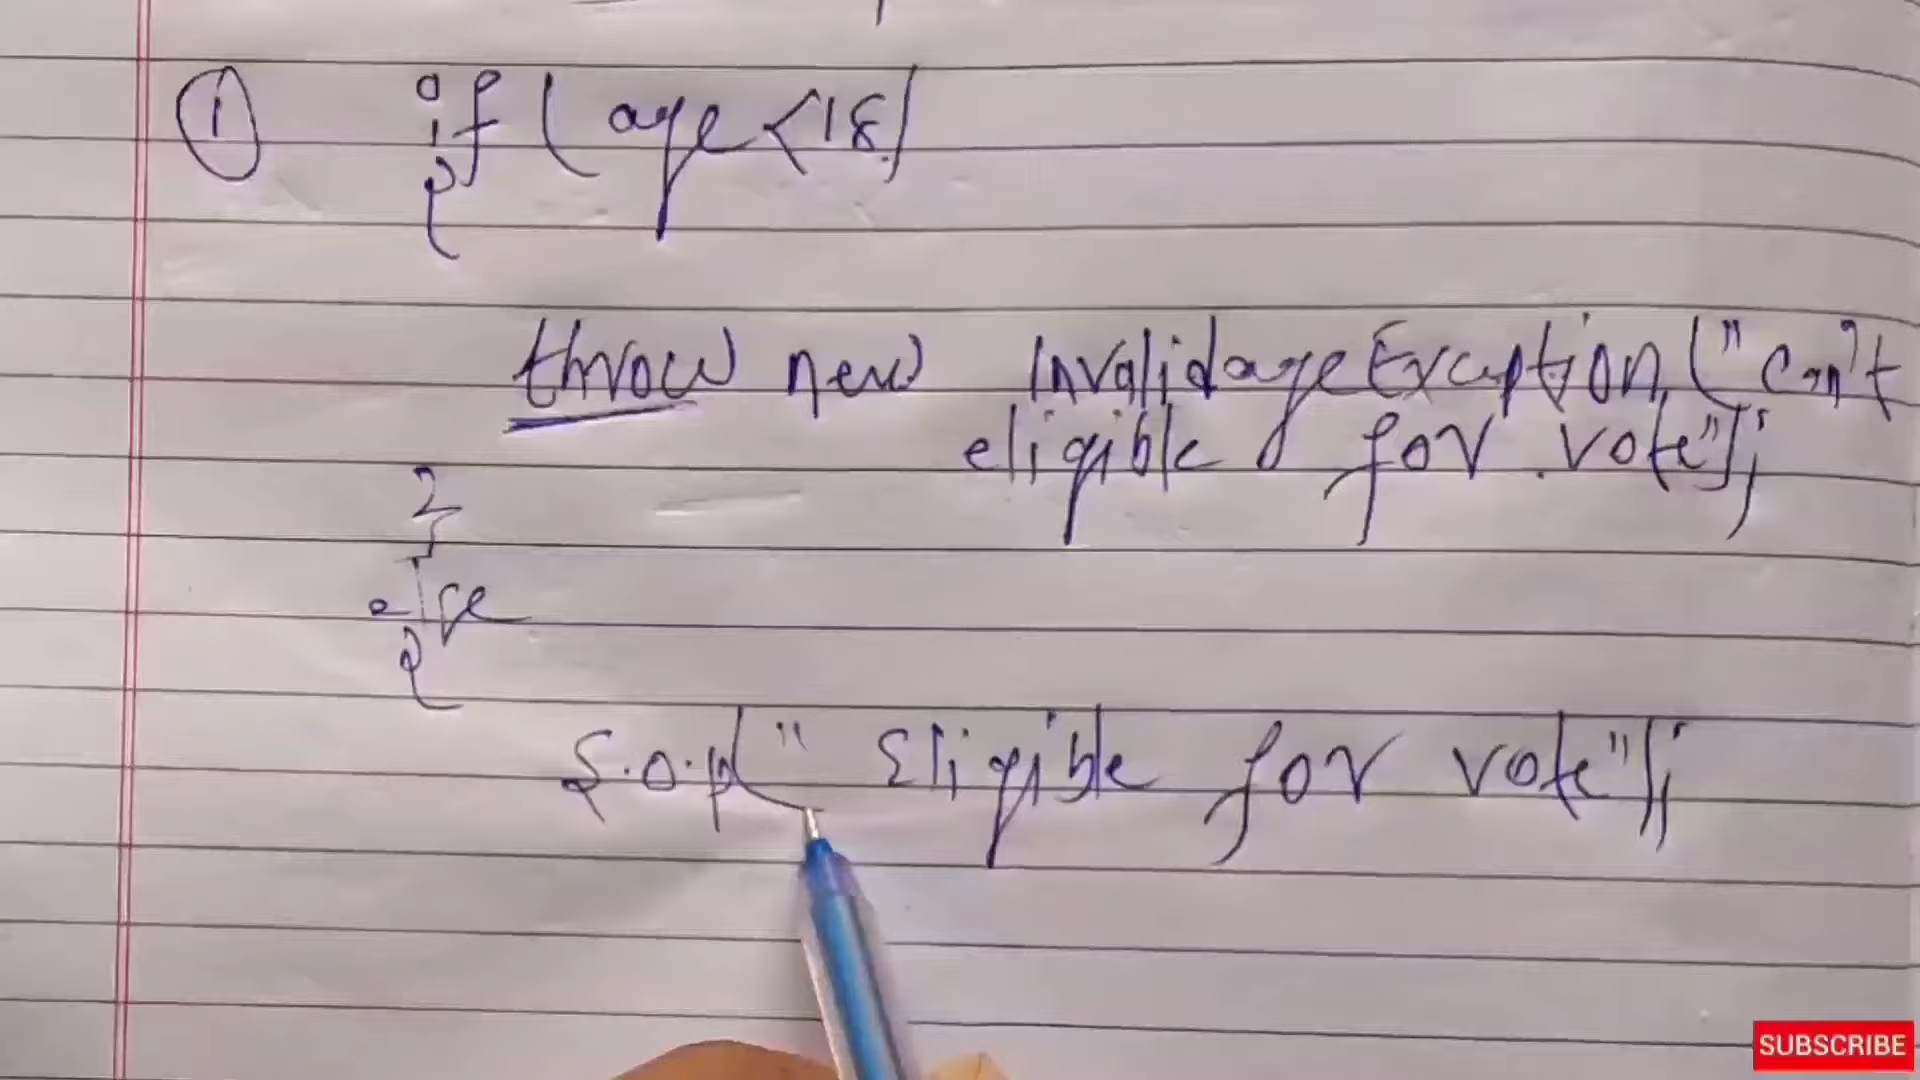 ① if ( age <18)
{
throw new InvalidageException ("Can't
eligible for vote");
}
else
{
S.o.p(" Eligible for vote");
SUBSCRIBE